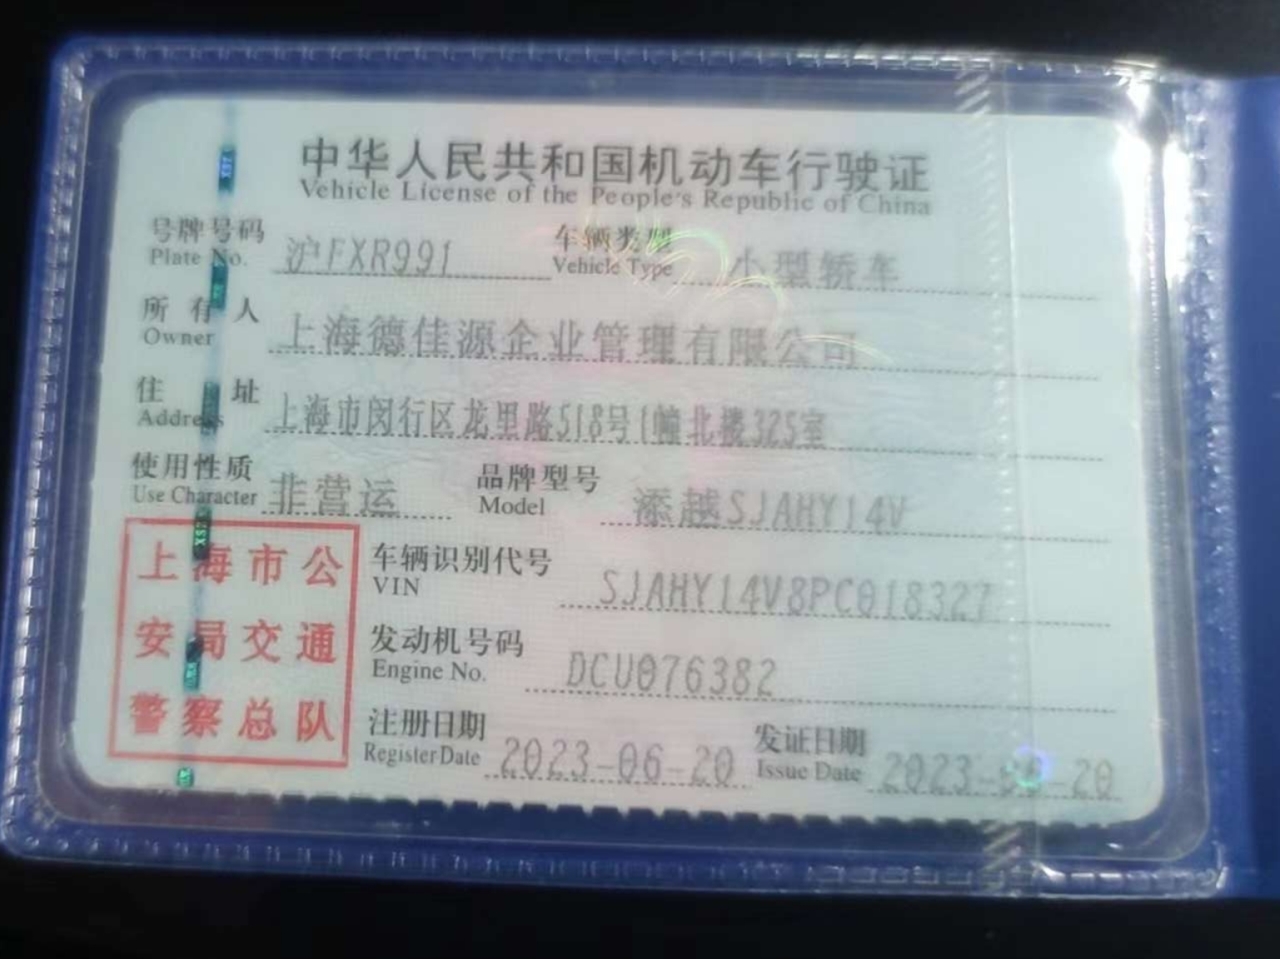 中华人民共和国机动车行驶证
Vehicle License of the People's Republic of China
号牌号码 沪FXR991 车辆类型 小型轿车
Plate No. Vehicle Type
所有人 上海德佳源企业管理有限公司
Owner
住址 上海市闵行区龙里路518号1幢北楼325室
Address
使用性质 非营运 品牌型号 添越SJAHY14V
Use Character Model
上海市公
安局交通
警察总队
车辆识别代号 SJAHY14V8PC018327
VIN
发动机号码 DCU076382
Engine No.
注册日期 2023-06-20 发证日期 2023-06-20
Register Date Issue Date